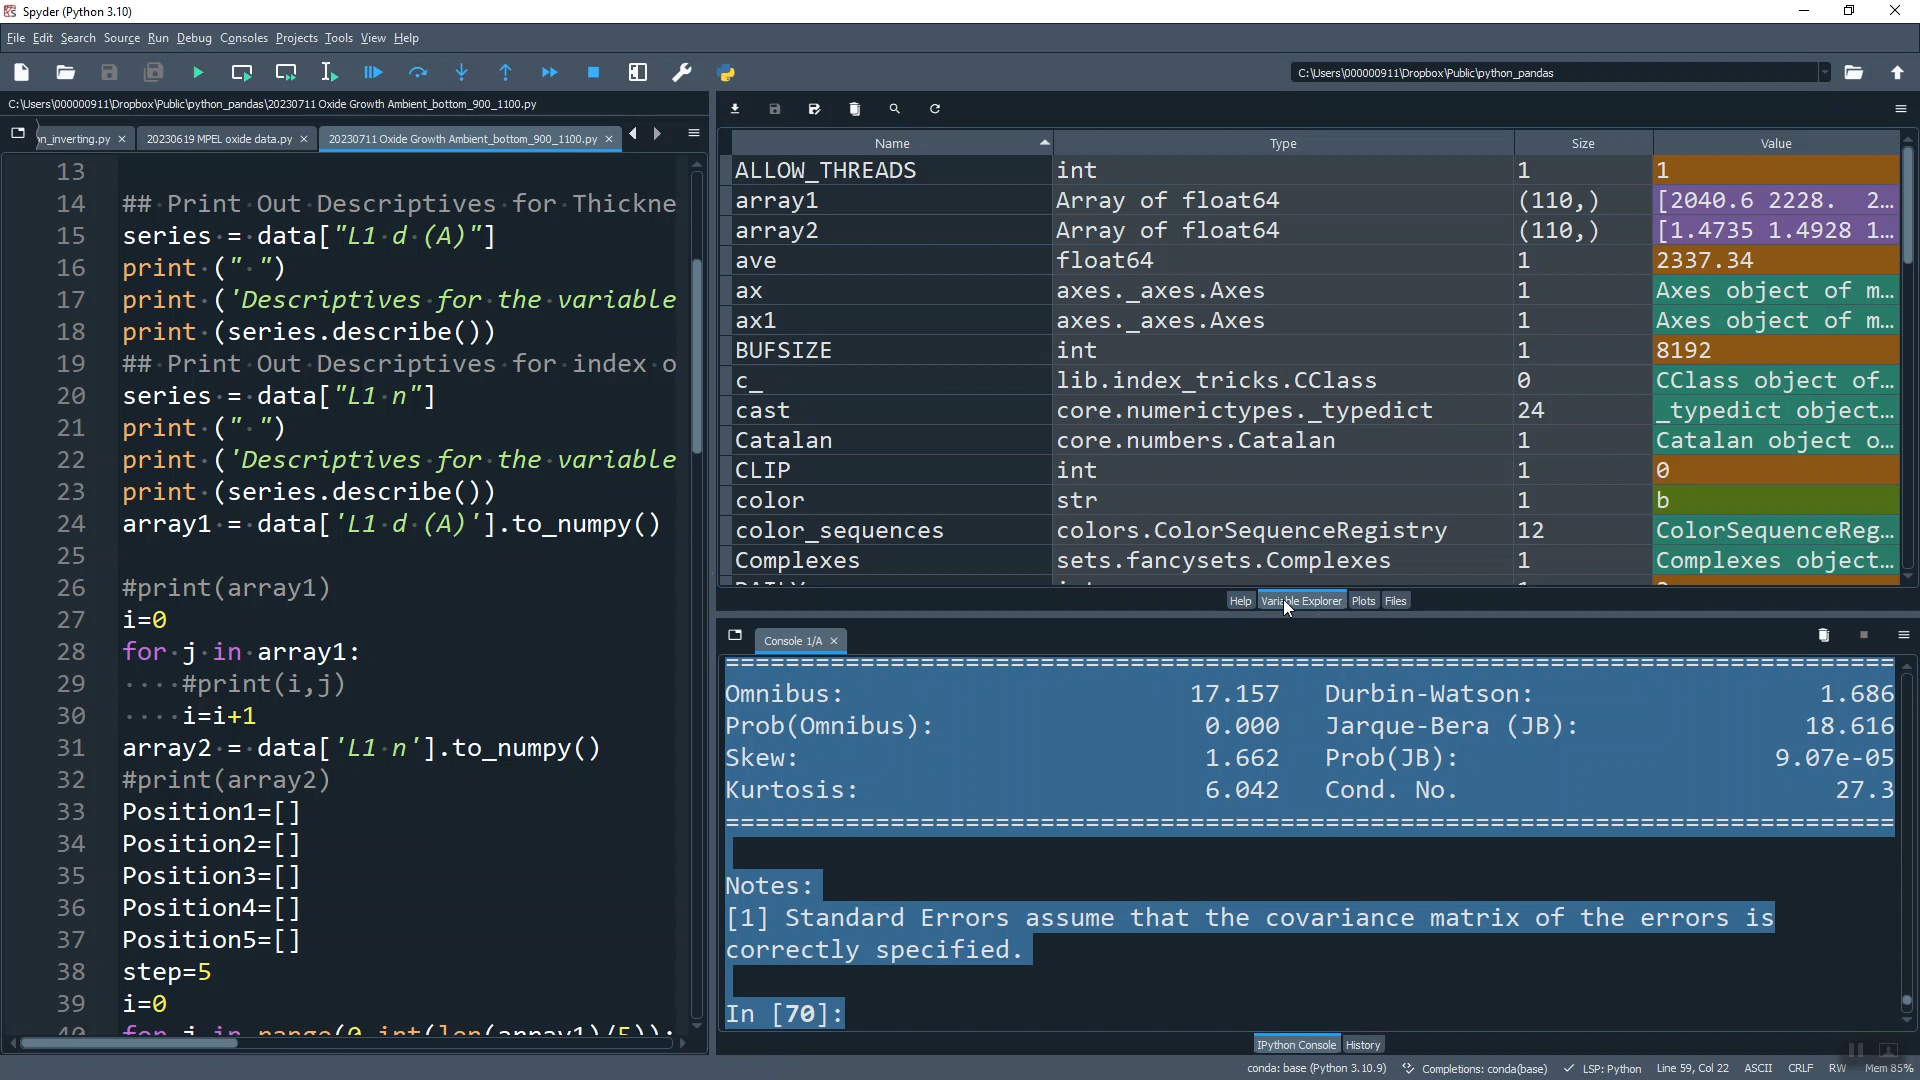 Spyder (Python 3.10)
File Edit Search Source Run Debug Consoles Projects Tools View Help
C:\Users\000000911\Dropbox\Public\python_pandas
C:\Users\000000911\Dropbox\Public\python_pandas\20230711 Oxide Growth Ambient_bottom_900_1100.py
n_inverting.py
20230619 MPEL oxide data.py
20230711 Oxide Growth Ambient_bottom_900_1100.py
13
14 ## Print Out Descriptives for Thickne
15 series = data["L1 d (A)"]
16 print (" ")
17 print ('Descriptives for the variable
18 print (series.describe())
19 ## Print Out Descriptives for index o
20 series = data["L1 n"]
21 print (" ")
22 print ('Descriptives for the variable
23 print (series.describe())
24 array1 = data['L1 d (A)'].to_numpy()
25
26 #print(array1)
27 i=0
28 for j in array1:
29 ····#print(i,j)
30 ····i=i+1
31 array2 = data['L1 n'].to_numpy()
32 #print(array2)
33 Position1=[]
34 Position2=[]
35 Position3=[]
36 Position4=[]
37 Position5=[]
38 step=5
39 i=0
40 for j in range(0,int(len(array1)/5)):
Name Type Size Value
ALLOW_THREADS int 1 1
array1 Array of float64 (110,) [2040.6 2228. 2…
array2 Array of float64 (110,) [1.4735 1.4928 1…
ave float64 1 2337.34
ax axes._axes.Axes 1 Axes object of m…
ax1 axes._axes.Axes 1 Axes object of m…
BUFSIZE int 1 8192
c_ lib.index_tricks.CClass 0 CClass object of…
cast core.numerictypes._typedict 24 _typedict object…
Catalan core.numbers.Catalan 1 Catalan object o…
CLIP int 1 0
color str 1 b
color_sequences colors.ColorSequenceRegistry 12 ColorSequenceReg…
Complexes sets.fancysets.Complexes 1 Complexes object…
Help Variable Explorer Plots Files
Console 1/A
==============================================================================
Omnibus: 17.157 Durbin-Watson: 1.686
Prob(Omnibus): 0.000 Jarque-Bera (JB): 18.616
Skew: 1.662 Prob(JB): 9.07e-05
Kurtosis: 6.042 Cond. No. 27.3
==============================================================================
Notes:
[1] Standard Errors assume that the covariance matrix of the errors is
correctly specified.
In [70]:
IPython Console History
conda: base (Python 3.10.9) Completions: conda(base) LSP: Python Line 59, Col 22 ASCII CRLF RW Mem 85%